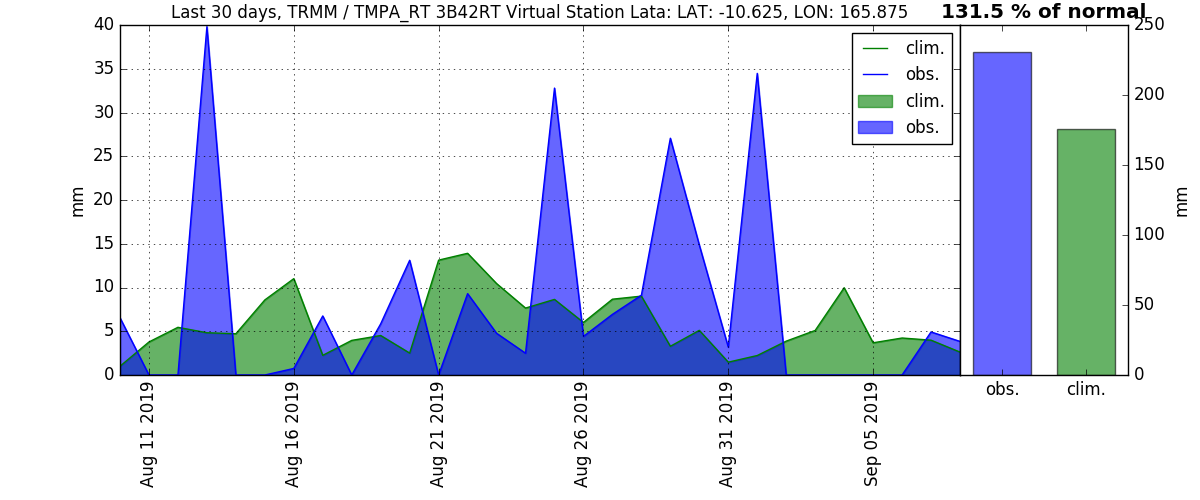 Last 30 days, TRMM / TMPA_RT 3B42RT Virtual Station Lata: LAT: -10.625, LON: 165.875
131.5 % of normal
40
35
30
25
20
15
10
5
0
mm
clim.
obs.
clim.
obs.
Aug 11 2019
Aug 16 2019
Aug 21 2019
Aug 26 2019
Aug 31 2019
Sep 05 2019
250
200
150
100
50
0
mm
obs.
clim.